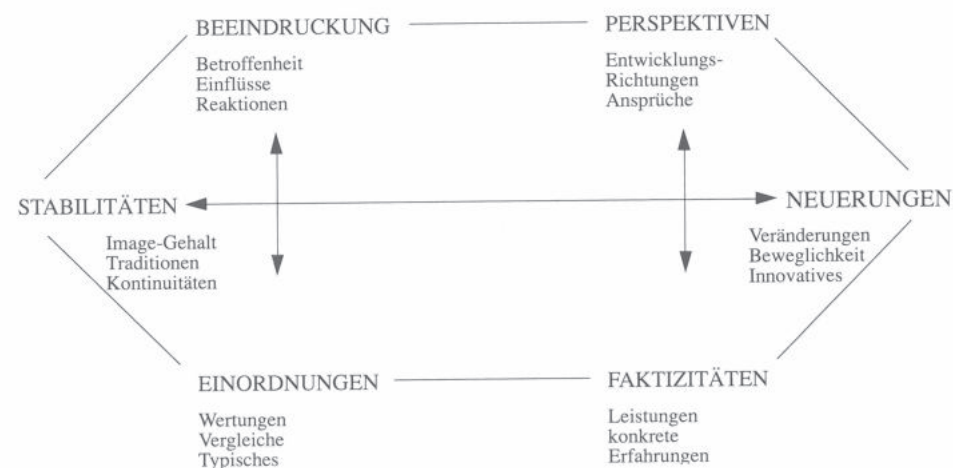 BEEINDRUCKUNG
Betroffenheit
Einflüsse
Reaktionen
PERSPEKTIVEN
Entwicklungs-
Richtungen
Ansprüche
STABILITÄTEN
Image-Gehalt
Traditionen
Kontinuitäten
NEUERUNGEN
Veränderungen
Beweglichkeit
Innovatives
EINORDNUNGEN
Wertungen
Vergleiche
Typisches
FAKTIZITÄTEN
Leistungen
konkrete
Erfahrungen